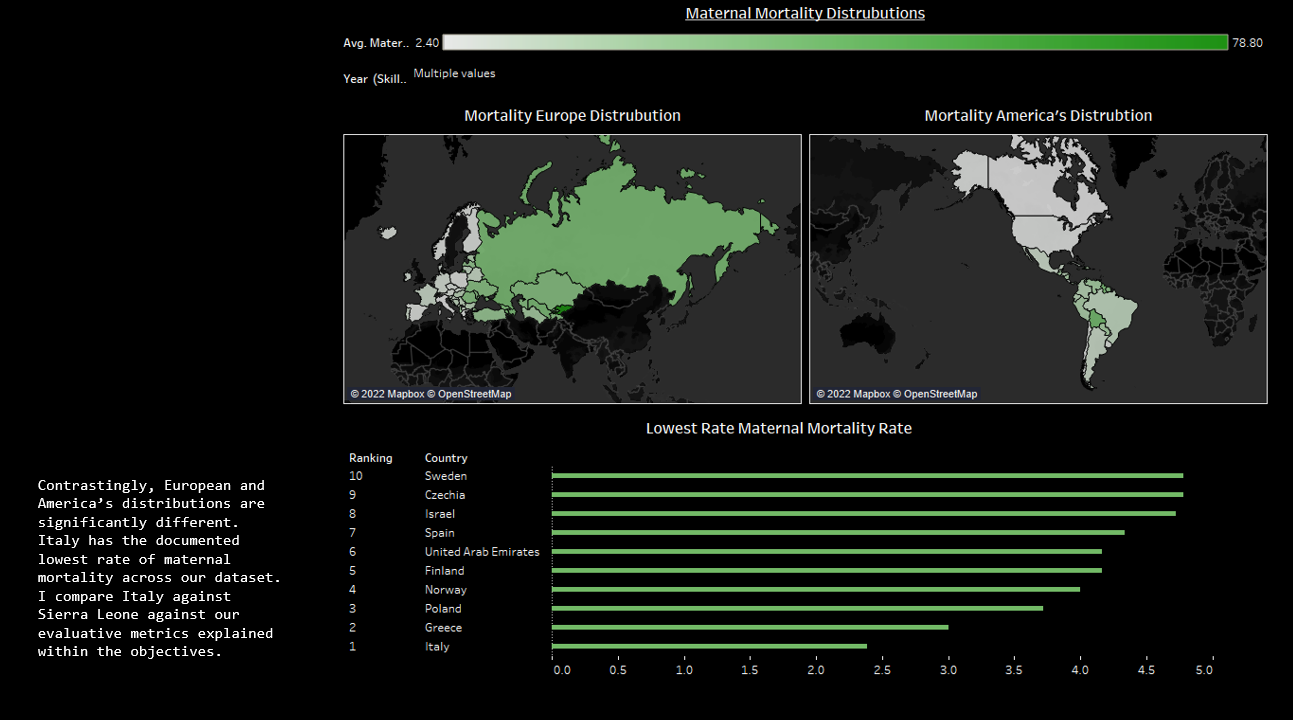 Maternal Mortality Distrubutions
Avg. Mater.. 2.40 78.80
Year (Skill.. Multiple values
Mortality Europe Distrubution
Mortality America's Distrubtion
© 2022 Mapbox © OpenStreetMap
© 2022 Mapbox © OpenStreetMap
Lowest Rate Maternal Mortality Rate
Ranking Country
10 Sweden
9 Czechia
8 Israel
7 Spain
6 United Arab Emirates
5 Finland
4 Norway
3 Poland
2 Greece
1 Italy
0.0 0.5 1.0 1.5 2.0 2.5 3.0 3.5 4.0 4.5 5.0
Contrastingly, European and
America’s distributions are
significantly different.
Italy has the documented
lowest rate of maternal
mortality across our dataset.
I compare Italy against
Sierra Leone against our
evaluative metrics explained
within the objectives.